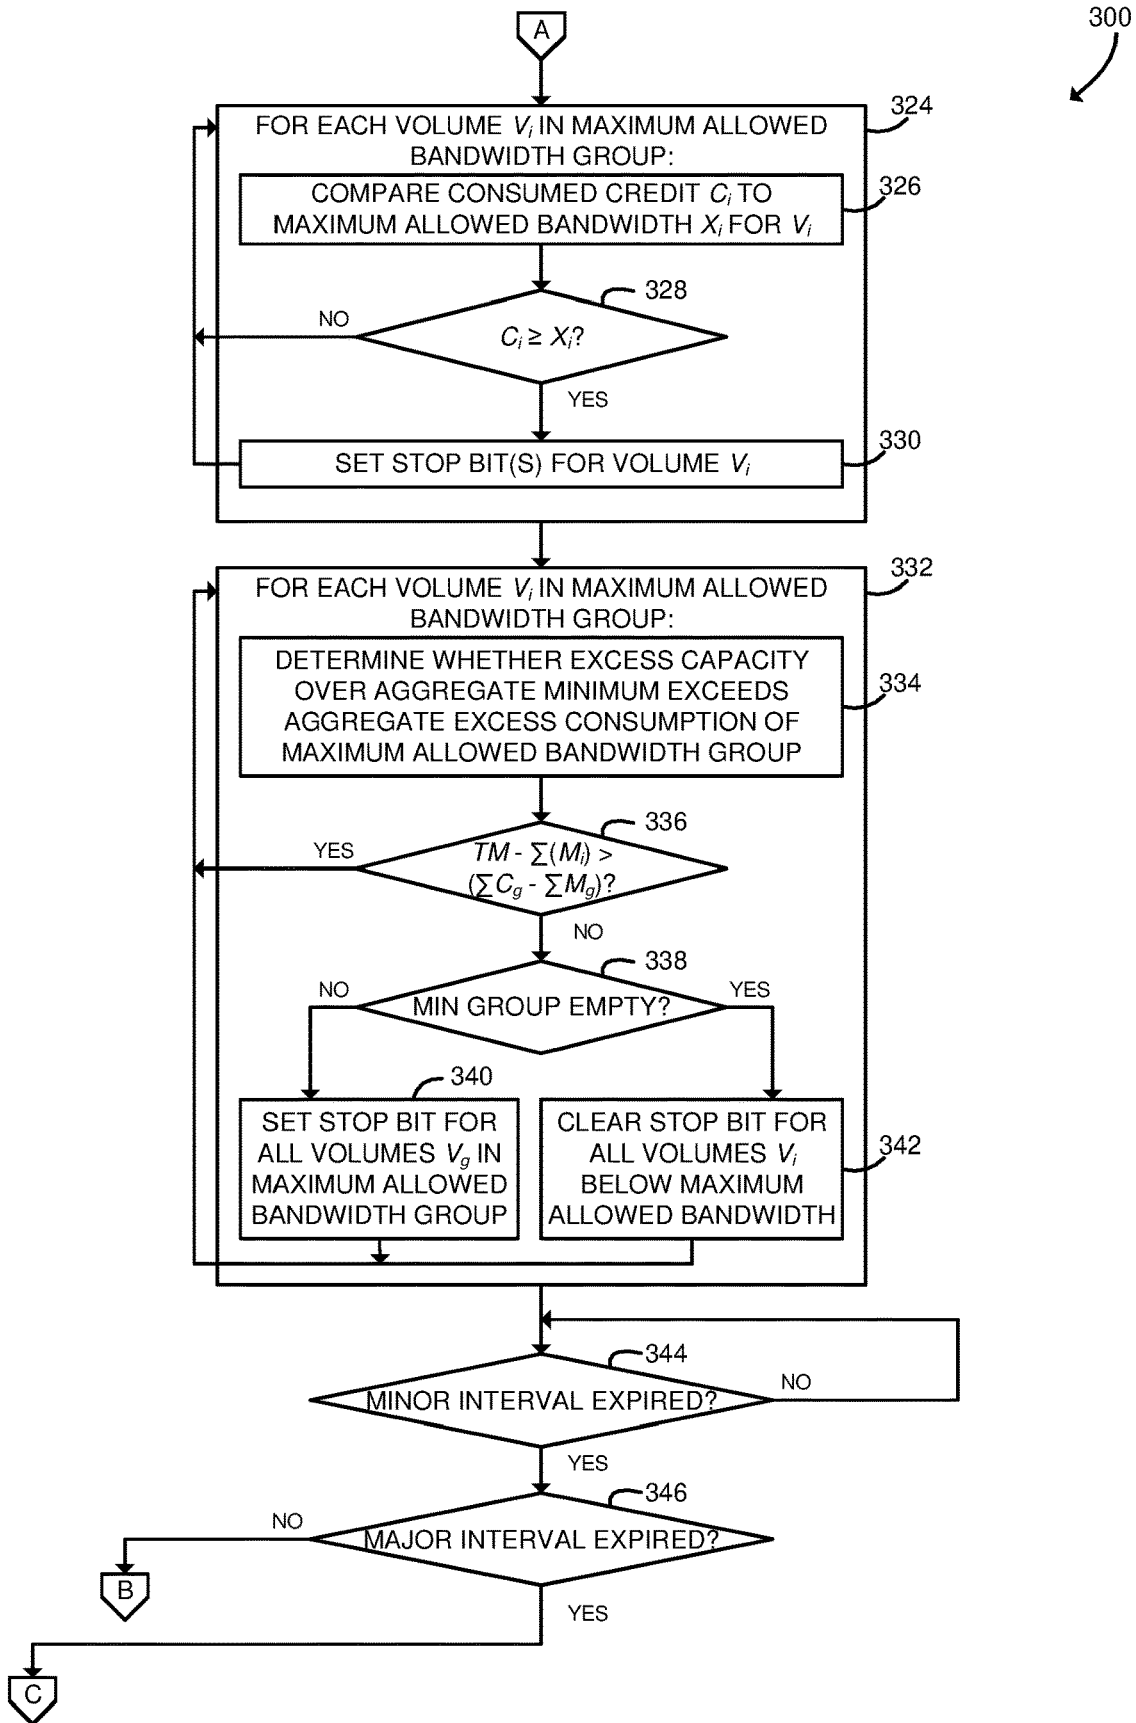 A
300
324
FOR EACH VOLUME Vi IN MAXIMUM ALLOWED
BANDWIDTH GROUP:
326
COMPARE CONSUMED CREDIT Ci TO
MAXIMUM ALLOWED BANDWIDTH Xi FOR Vi
328
NO
Ci ≥ Xi?
YES
330
SET STOP BIT(S) FOR VOLUME Vi
332
FOR EACH VOLUME Vi IN MAXIMUM ALLOWED
BANDWIDTH GROUP:
334
DETERMINE WHETHER EXCESS CAPACITY
OVER AGGREGATE MINIMUM EXCEEDS
AGGREGATE EXCESS CONSUMPTION OF
MAXIMUM ALLOWED BANDWIDTH GROUP
336
YES
TM - ∑(Mi) >
(∑Cg - ∑Mg)?
NO
338
NO
MIN GROUP EMPTY?
YES
340
SET STOP BIT FOR
ALL VOLUMES Vg IN
MAXIMUM ALLOWED
BANDWIDTH GROUP
342
CLEAR STOP BIT FOR
ALL VOLUMES Vi
BELOW MAXIMUM
ALLOWED BANDWIDTH
344
MINOR INTERVAL EXPIRED?
NO
YES
346
NO
MAJOR INTERVAL EXPIRED?
B
YES
C